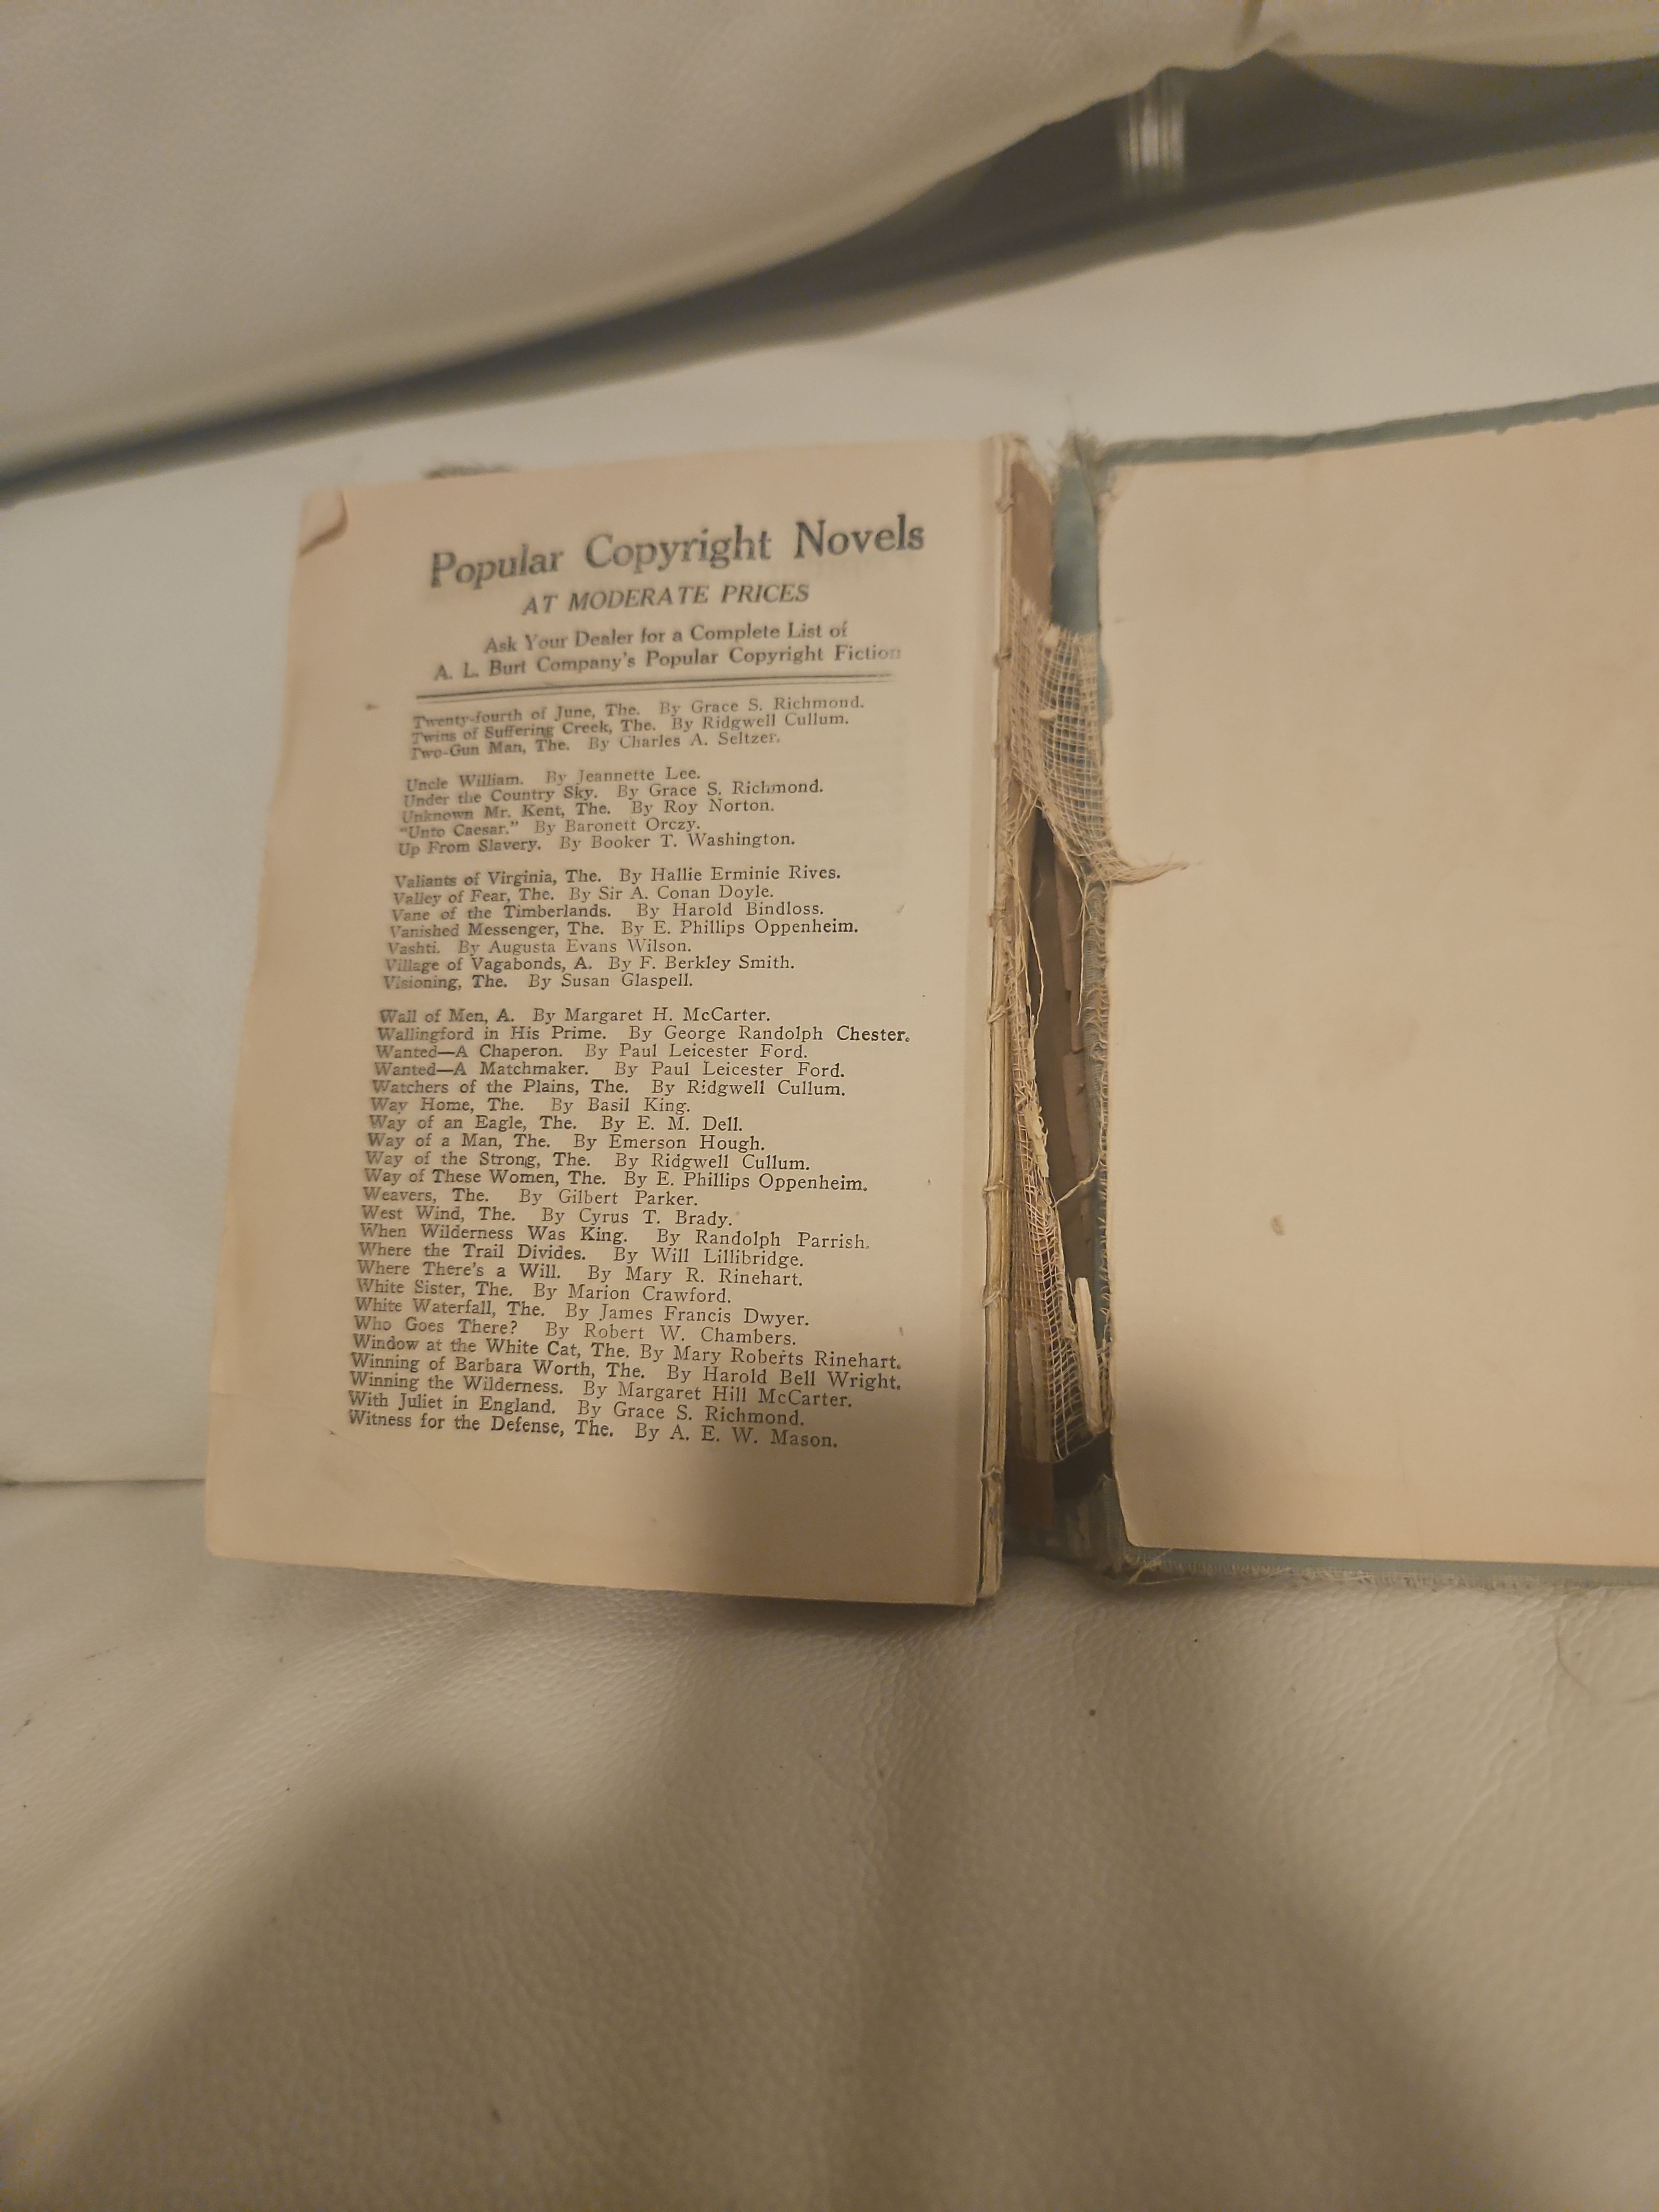 Popular Copyright Novels
AT MODERATE PRICES
Ask Your Dealer for a Complete List of
A. L. Burt Company's Popular Copyright Fiction
Twenty-fourth of June, The. By Grace S. Richmond.
Twins of Suffering Creek, The. By Ridgwell Cullum.
Two-Gun Man, The. By Charles A. Seltzer.
Uncle William. By Jeannette Lee.
Under the Country Sky. By Grace S. Richmond.
Unknown Mr. Kent, The. By Roy Norton.
"Unto Caesar." By Baronett Orczy.
Up From Slavery. By Booker T. Washington.
Valiants of Virginia, The. By Hallie Erminie Rives.
Valley of Fear, The. By Sir A. Conan Doyle.
Vane of the Timberlands. By Harold Bindloss.
Vanished Messenger, The. By E. Phillips Oppenheim.
Vashti. By Augusta Evans Wilson.
Village of Vagabonds, A. By F. Berkley Smith.
Visioning, The. By Susan Glaspell.
Wall of Men, A. By Margaret H. McCarter.
Wallingford in His Prime. By George Randolph Chester.
Wanted—A Chaperon. By Paul Leicester Ford.
Wanted—A Matchmaker. By Paul Leicester Ford.
Watchers of the Plains, The. By Ridgwell Cullum.
Way Home, The. By Basil King.
Way of an Eagle, The. By E. M. Dell.
Way of a Man, The. By Emerson Hough.
Way of the Strong, The. By Ridgwell Cullum.
Way of These Women, The. By E. Phillips Oppenheim.
Weavers, The. By Gilbert Parker.
West Wind, The. By Cyrus T. Brady.
When Wilderness Was King. By Randolph Parrish.
Where the Trail Divides. By Will Lillibridge.
Where There's a Will. By Mary R. Rinehart.
White Sister, The. By Marion Crawford.
White Waterfall, The. By James Francis Dwyer.
Who Goes There? By Robert W. Chambers.
Window at the White Cat, The. By Mary Roberts Rinehart.
Winning of Barbara Worth, The. By Harold Bell Wright.
Winning the Wilderness. By Margaret Hill McCarter.
With Juliet in England. By Grace S. Richmond.
Witness for the Defense, The. By A. E. W. Mason.